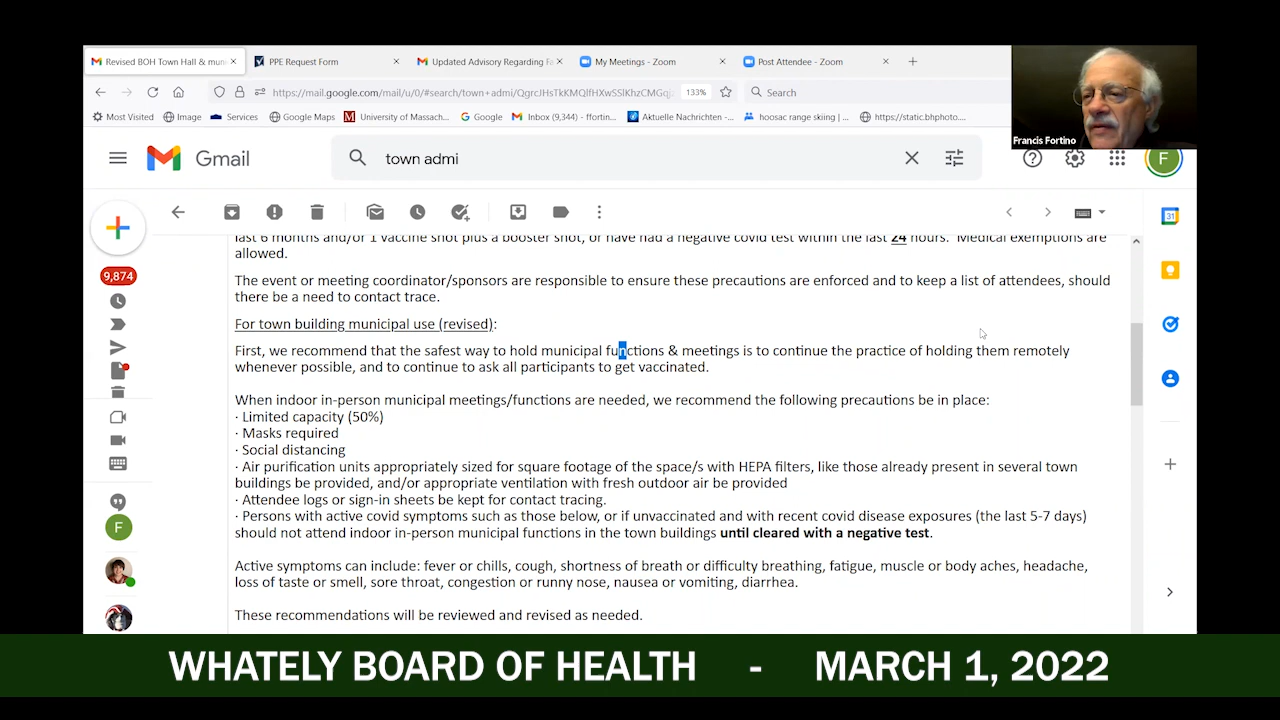 Revised BOH Town Hall & mun
PPE Request Form
Updated Advisory Regarding F
My Meetings - Zoom
Post Attendee - Zoom
https://mail.google.com/mail/u/0/#search/town+admi/
133%
Search
Most Visited
Image
Services
Google Maps
University of Massach...
Google
Inbox (9,344) - ffortin...
Aktuelle Nachrichten -...
hoosac range skiing | ...
https://static.bhphoto....
Francis Fortino
Gmail
town admi
F
9,874
last 6 months and/or 1 vaccine shot plus a booster shot, or have had a negative covid test within the last 24 hours. Medical exemptions are
allowed.
The event or meeting coordinator/sponsors are responsible to ensure these precautions are enforced and to keep a list of attendees, should
there be a need to contact trace.
For town building municipal use (revised):
First, we recommend that the safest way to hold municipal functions & meetings is to continue the practice of holding them remotely
whenever possible, and to continue to ask all participants to get vaccinated.
When indoor in-person municipal meetings/functions are needed, we recommend the following precautions be in place:
· Limited capacity (50%)
· Masks required
· Social distancing
· Air purification units appropriately sized for square footage of the space/s with HEPA filters, like those already present in several town
buildings be provided, and/or appropriate ventilation with fresh outdoor air be provided
· Attendee logs or sign-in sheets be kept for contact tracing.
· Persons with active covid symptoms such as those below, or if unvaccinated and with recent covid disease exposures (the last 5-7 days)
should not attend indoor in-person municipal functions in the town buildings until cleared with a negative test.
Active symptoms can include: fever or chills, cough, shortness of breath or difficulty breathing, fatigue, muscle or body aches, headache,
loss of taste or smell, sore throat, congestion or runny nose, nausea or vomiting, diarrhea.
These recommendations will be reviewed and revised as needed.
F
31
WHATELY BOARD OF HEALTH - MARCH 1, 2022